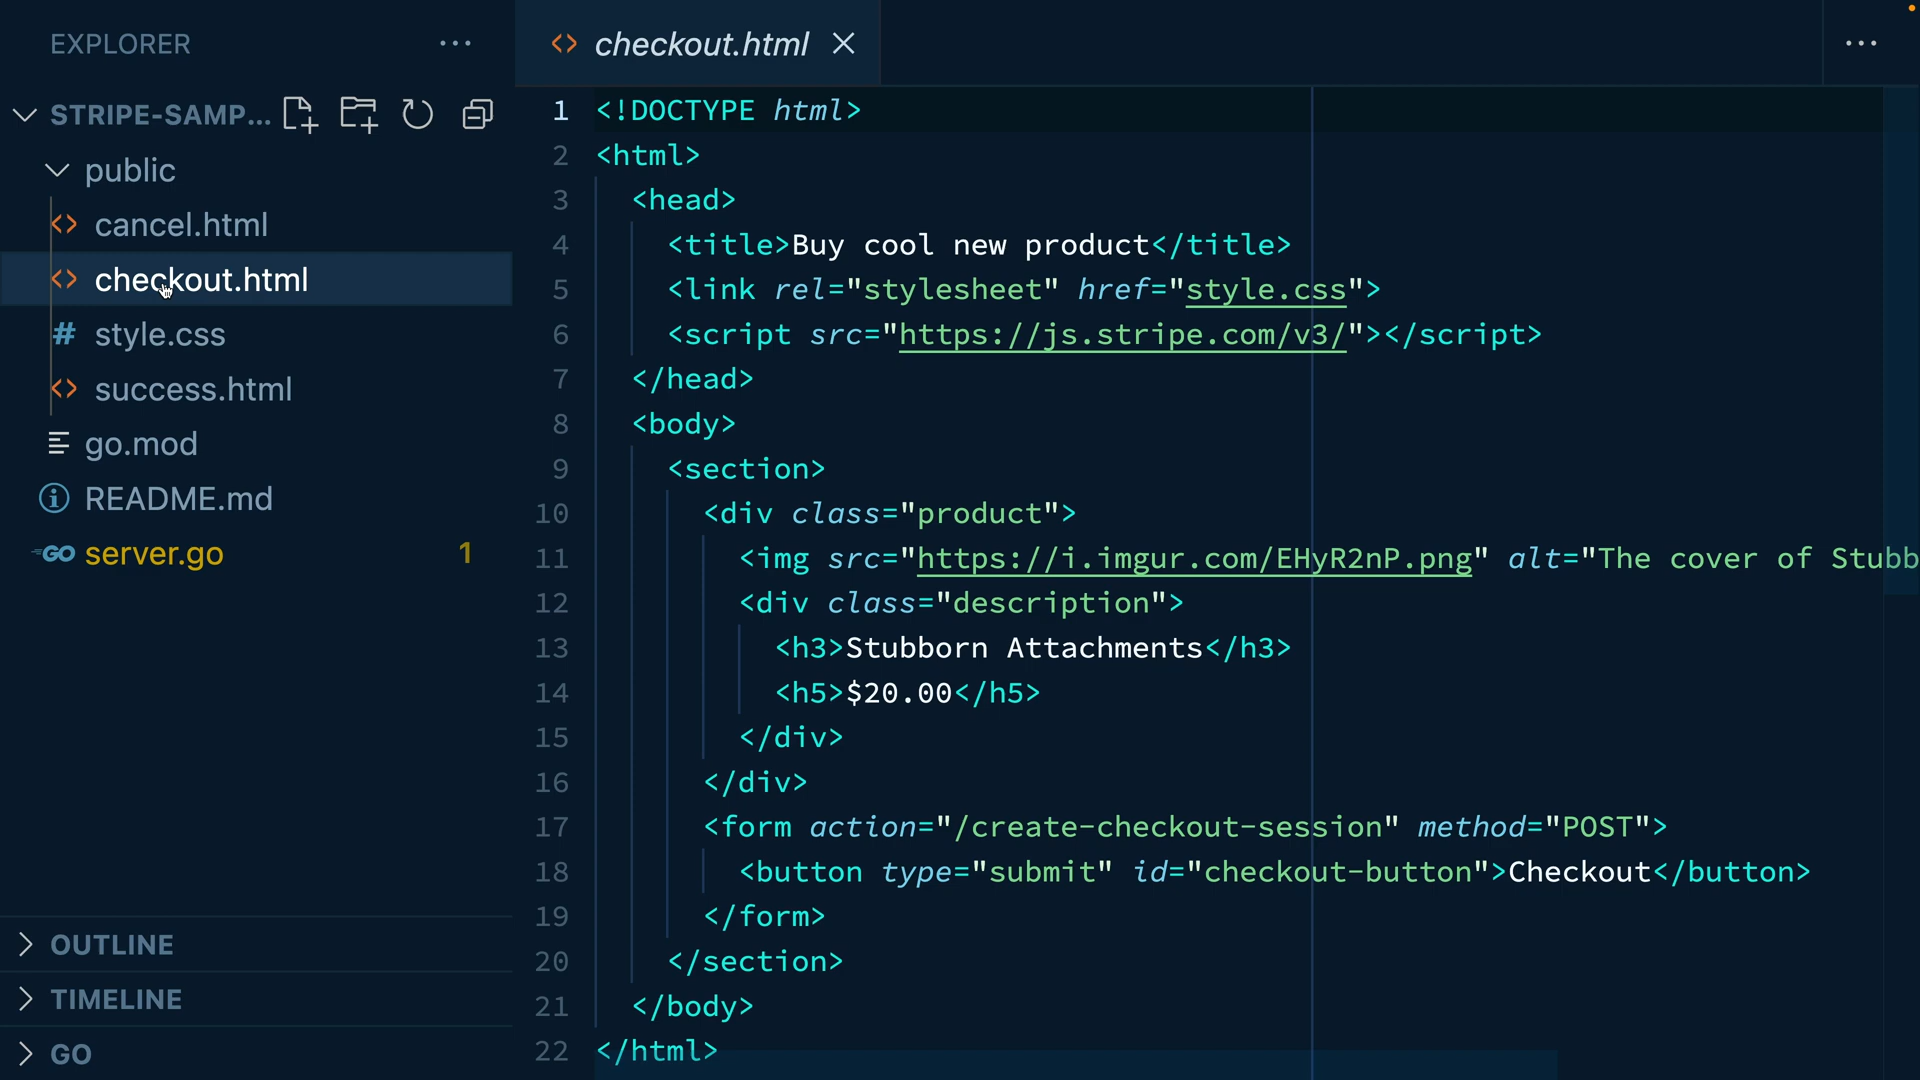 EXPLORER
STRIPE-SAMP...
public
cancel.html
checkout.html
# style.css
success.html
go.mod
README.md
GO server.go 1
OUTLINE
TIMELINE
GO
checkout.html
1 <!DOCTYPE html>
2 <html>
3 <head>
4 <title>Buy cool new product</title>
5 <link rel="stylesheet" href="style.css">
6 <script src="https://js.stripe.com/v3/"></script>
7 </head>
8 <body>
9 <section>
10 <div class="product">
11 <img src="https://i.imgur.com/EHyR2nP.png" alt="The cover of Stubb
12 <div class="description">
13 <h3>Stubborn Attachments</h3>
14 <h5>$20.00</h5>
15 </div>
16 </div>
17 <form action="/create-checkout-session" method="POST">
18 <button type="submit" id="checkout-button">Checkout</button>
19 </form>
20 </section>
21 </body>
22 </html>